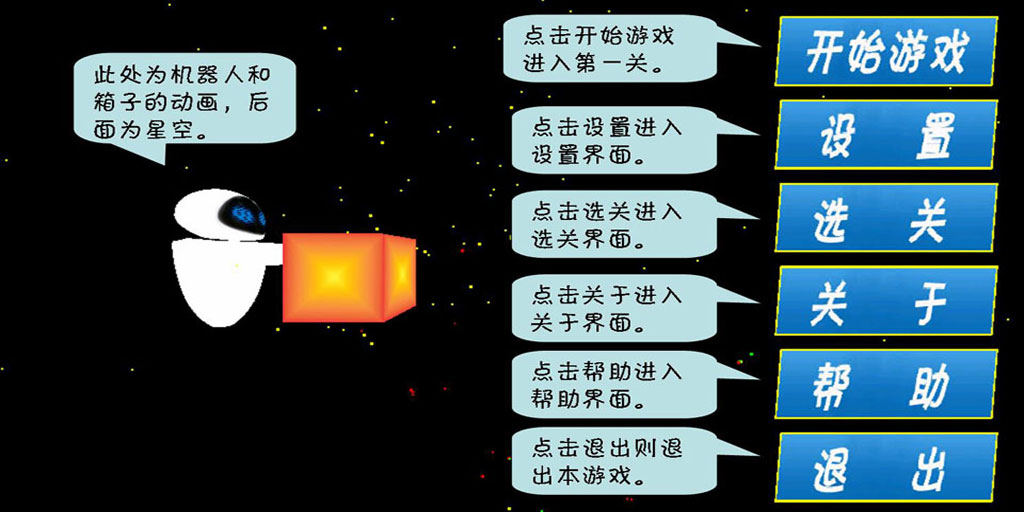 此处为机器人和
箱子的动画，后
面为星空。
点击开始游戏
进入第一关。
开始游戏
点击设置进入
设置界面。
设 置
点击选关进入
选关界面。
选 关
点击关于进入
关于界面。
关 于
点击帮助进入
帮助界面。
帮 助
点击退出则退
出本游戏。
退 出